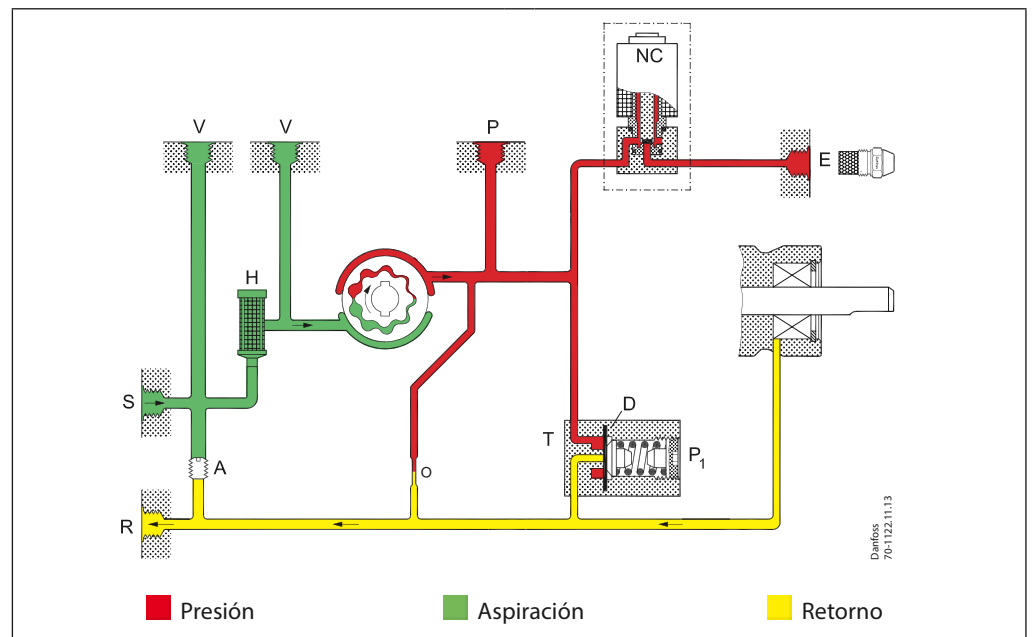 NC
V V P
E
H
S
D
T
P1
A
O
R
Danfoss
70-1122.11.13
Presión Aspiración Retorno